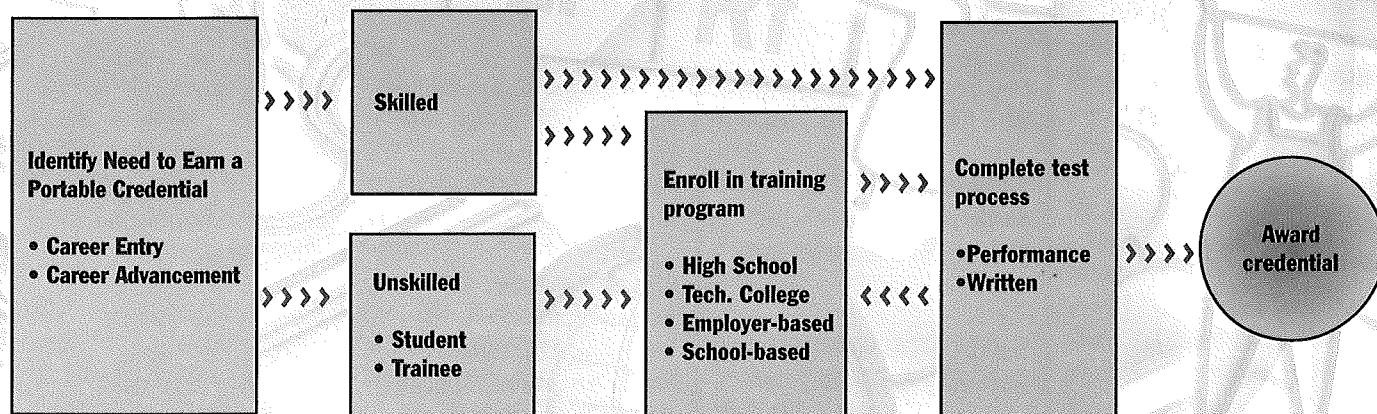 Identify Need to Earn a
Portable Credential
• Career Entry
• Career Advancement
Skilled
Unskilled
• Student
• Trainee
Enroll in training
program
• High School
• Tech. College
• Employer-based
• School-based
Complete test
process
•Performance
•Written
Award
credential